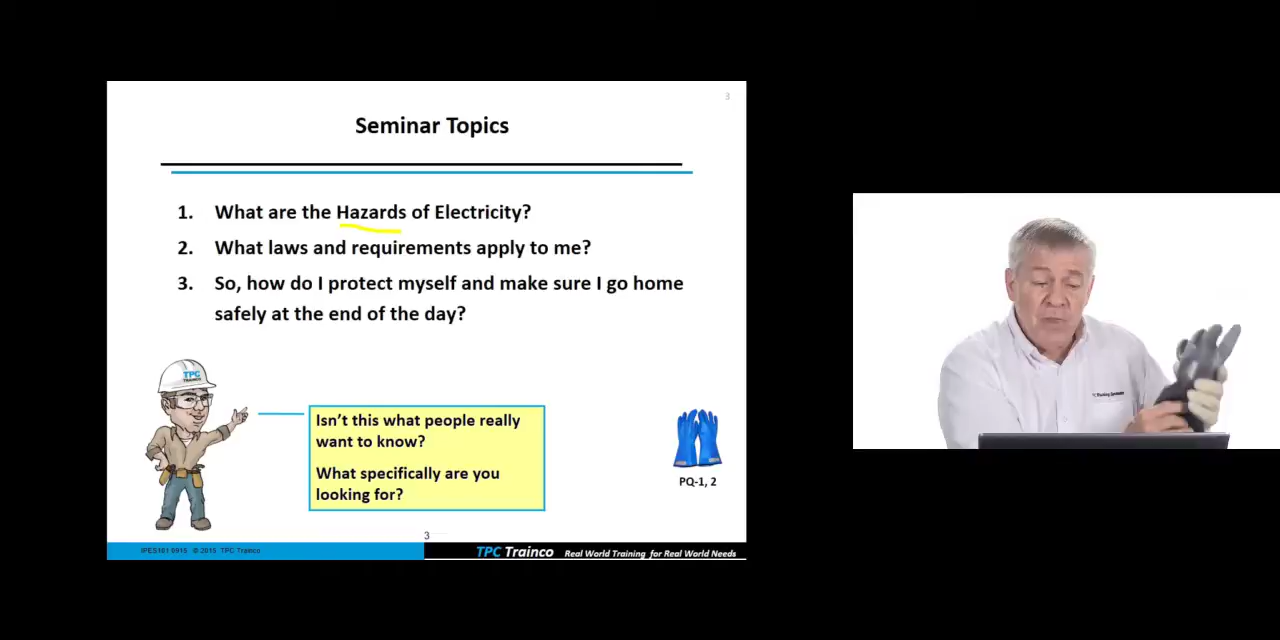 3
Seminar Topics
1. What are the Hazards of Electricity?
2. What laws and requirements apply to me?
3. So, how do I protect myself and make sure I go home
safely at the end of the day?
TPC
TRAINCO
Isn't this what people really
want to know?
What specifically are you
looking for?
PQ-1, 2
3
IPES101 0915 © 2015 TPC Trainco
TPC Trainco Real World Training for Real World Needs